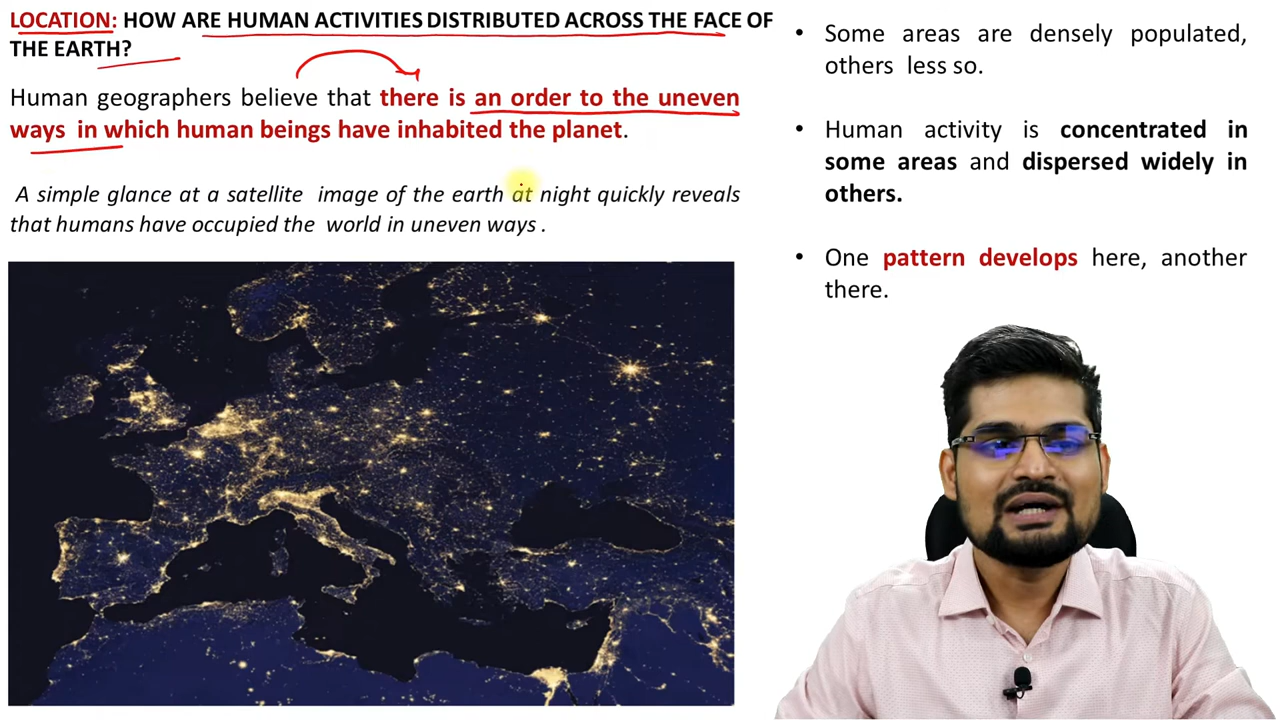 LOCATION: HOW ARE HUMAN ACTIVITIES DISTRIBUTED ACROSS THE FACE OF
THE EARTH?
Human geographers believe that there is an order to the uneven
ways in which human beings have inhabited the planet.
A simple glance at a satellite image of the earth at night quickly reveals
that humans have occupied the world in uneven ways .
• Some areas are densely populated,
others less so.
• Human activity is concentrated in
some areas and dispersed widely in
others.
• One pattern develops here, another
there.